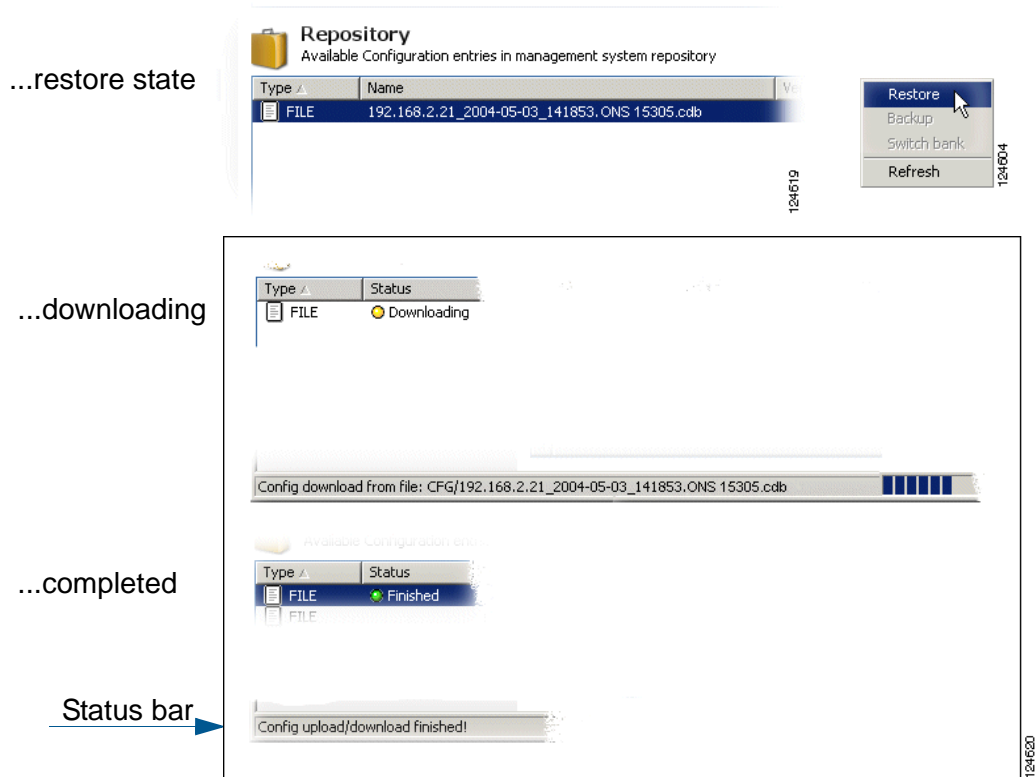 Repository
Available Configuration entries in management system repository
...restore state
Type Name
FILE 192.168.2.21_2004-05-03_141853.ONS 15305.cdb
Restore
Backup
Switch bank
Refresh
124619
124604
...downloading
Type Status
FILE Downloading
Config download from file: CFG/192.168.2.21_2004-05-03_141853.ONS 15305.cdb
Available Configuration
...completed
Type Status
FILE Finished
FILE
Status bar
Config upload/download finished!
124620